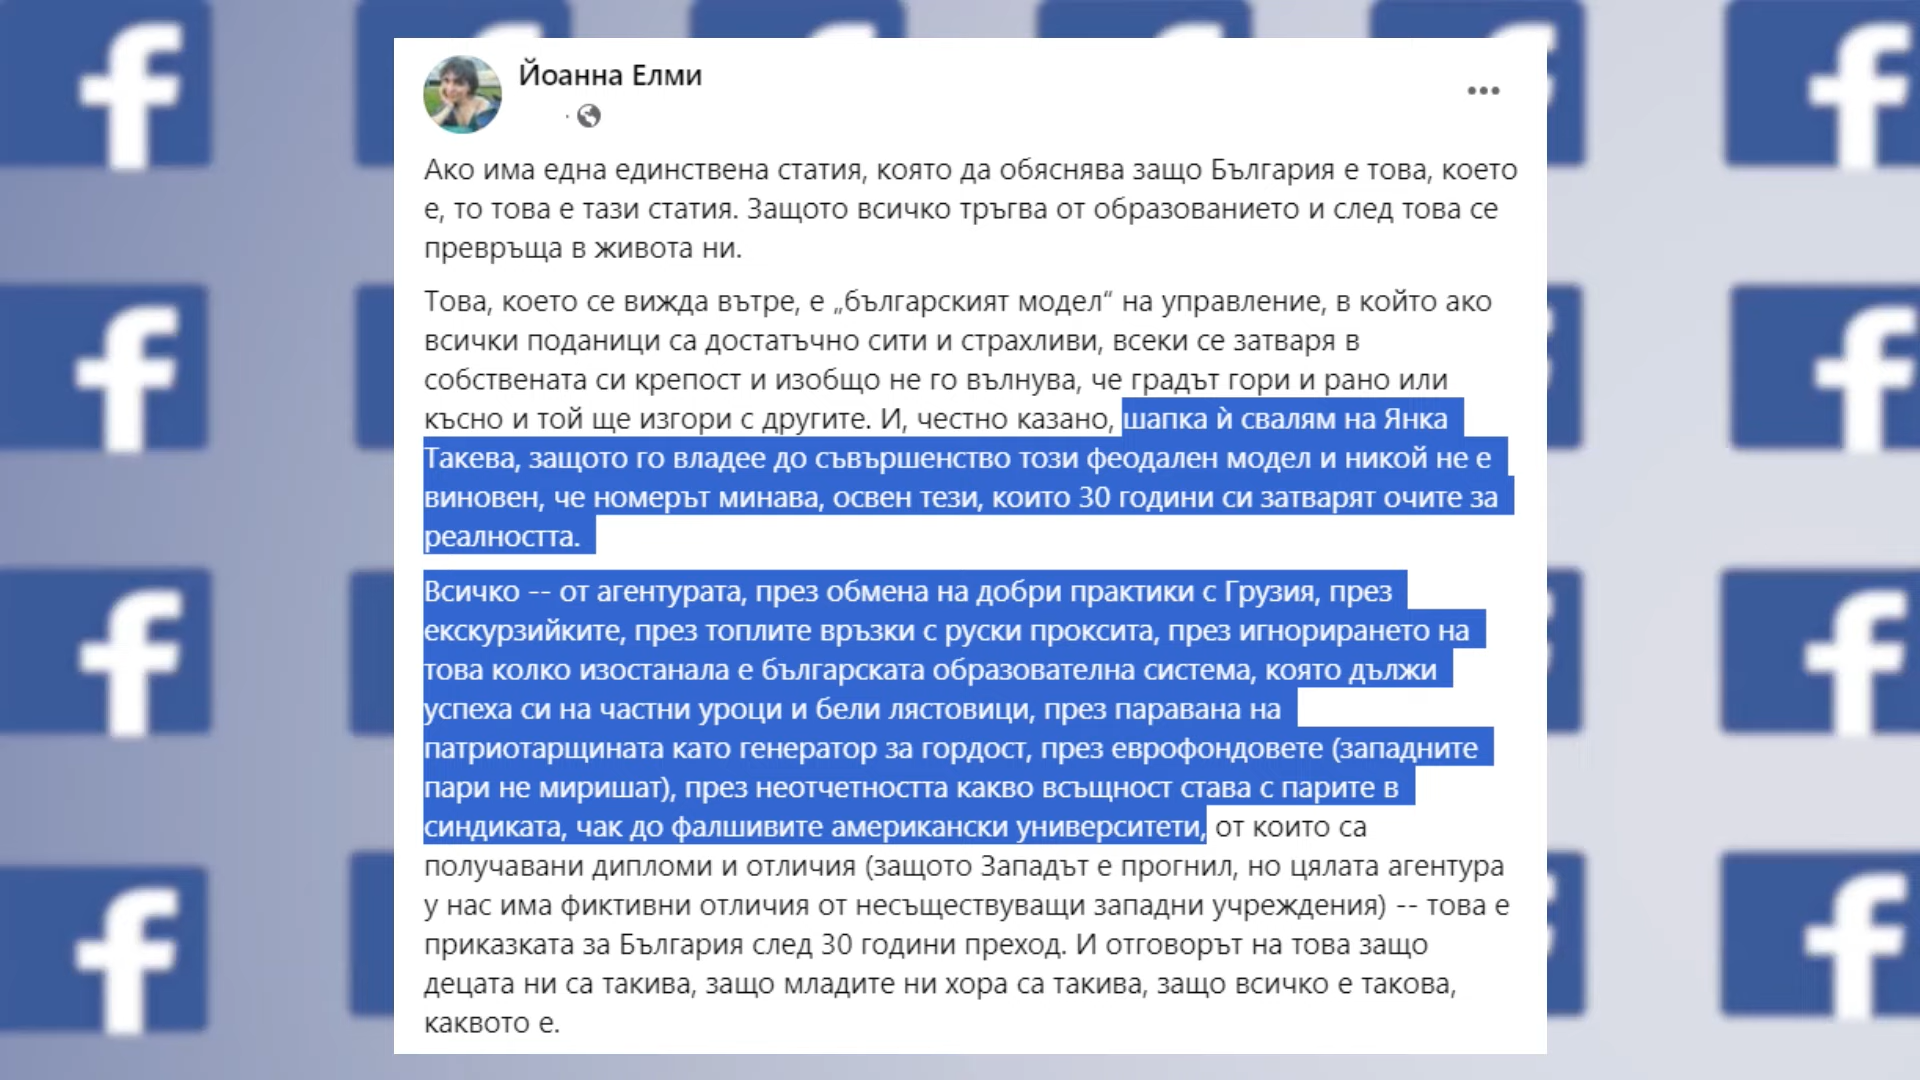 Йоанна Елми
Ако има една единствена статия, която да обяснява защо България е това, което
е, то това е тази статия. Защото всичко тръгва от образованието и след това се
превръща в живота ни.
Това, което се вижда вътре, е „българският модел“ на управление, в който ако
всички поданици са достатъчно сити и страхливи, всеки се затваря в
собствената си крепост и изобщо не го вълнува, че градът гори и рано или
късно и той ще изгори с другите. И, честно казано, шапка ѝ свалям на Янка
Такева, защото го владее до съвършенство този феодален модел и никой не е
виновен, че номерът минава, освен тези, които 30 години си затварят очите за
реалността.
Всичко -- от агентурата, през обмена на добри практики с Грузия, през
екскурзийките, през топлите връзки с руски проксита, през игнорирането на
това колко изостанала е българската образователна система, която дължи
успеха си на частни уроци и бели лястовици, през паравана на
патриотарщината като генератор за гордост, през еврофондовете (западните
пари не миришат), през неотчетността какво всъщност става с парите в
синдиката, чак до фалшивите американски университети, от които са
получавани дипломи и отличия (защото Западът е прогнил, но цялата агентура
у нас има фиктивни отличия от несъществуващи западни учреждения) -- това е
приказката за България след 30 години преход. И отговорът на това защо
децата ни са такива, защо младите ни хора са такива, защо всичко е такова,
каквото е.